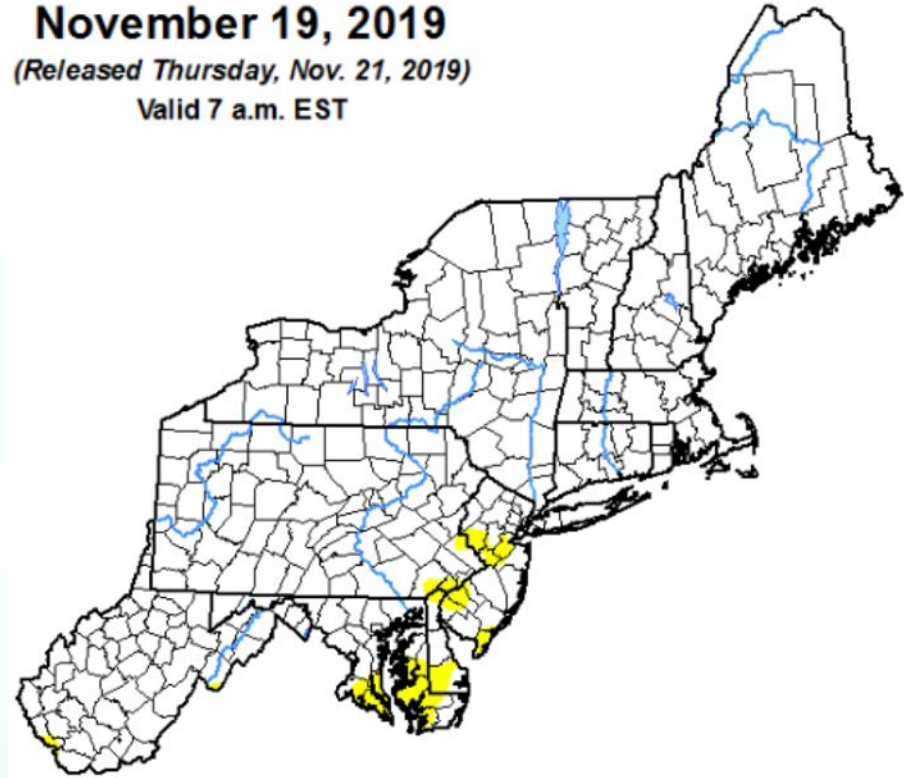 November 19, 2019
(Released Thursday, Nov. 21, 2019)
Valid 7 a.m. EST